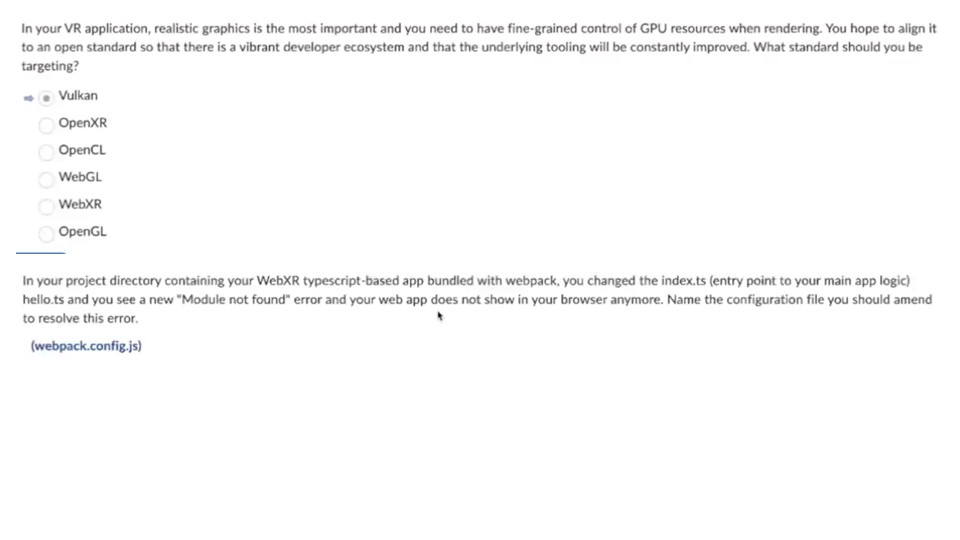 In your VR application, realistic graphics is the most important and you need to have fine-grained control of GPU resources when rendering. You hope to align it
to an open standard so that there is a vibrant developer ecosystem and that the underlying tooling will be constantly improved. What standard should you be
targeting?
Vulkan
OpenXR
OpenCL
WebGL
WebXR
OpenGL
In your project directory containing your WebXR typescript-based app bundled with webpack, you changed the index.ts (entry point to your main app logic)
hello.ts and you see a new "Module not found" error and your web app does not show in your browser anymore. Name the configuration file you should amend
to resolve this error.
(webpack.config.js)